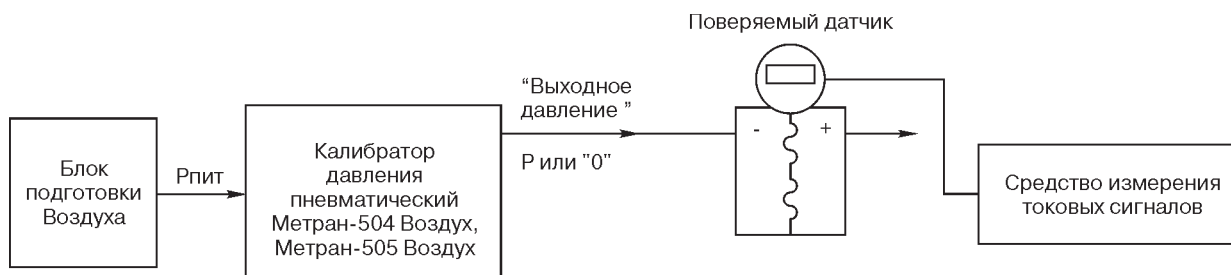 Поверяемый датчик
“Выходное
давление ”
- +
Блок
подготовки
Воздуха
Рпит
Калибратор
давления
пневматический
Метран-504 Воздух,
Метран-505 Воздух
Р или "0"
Средство измерения
токовых сигналов